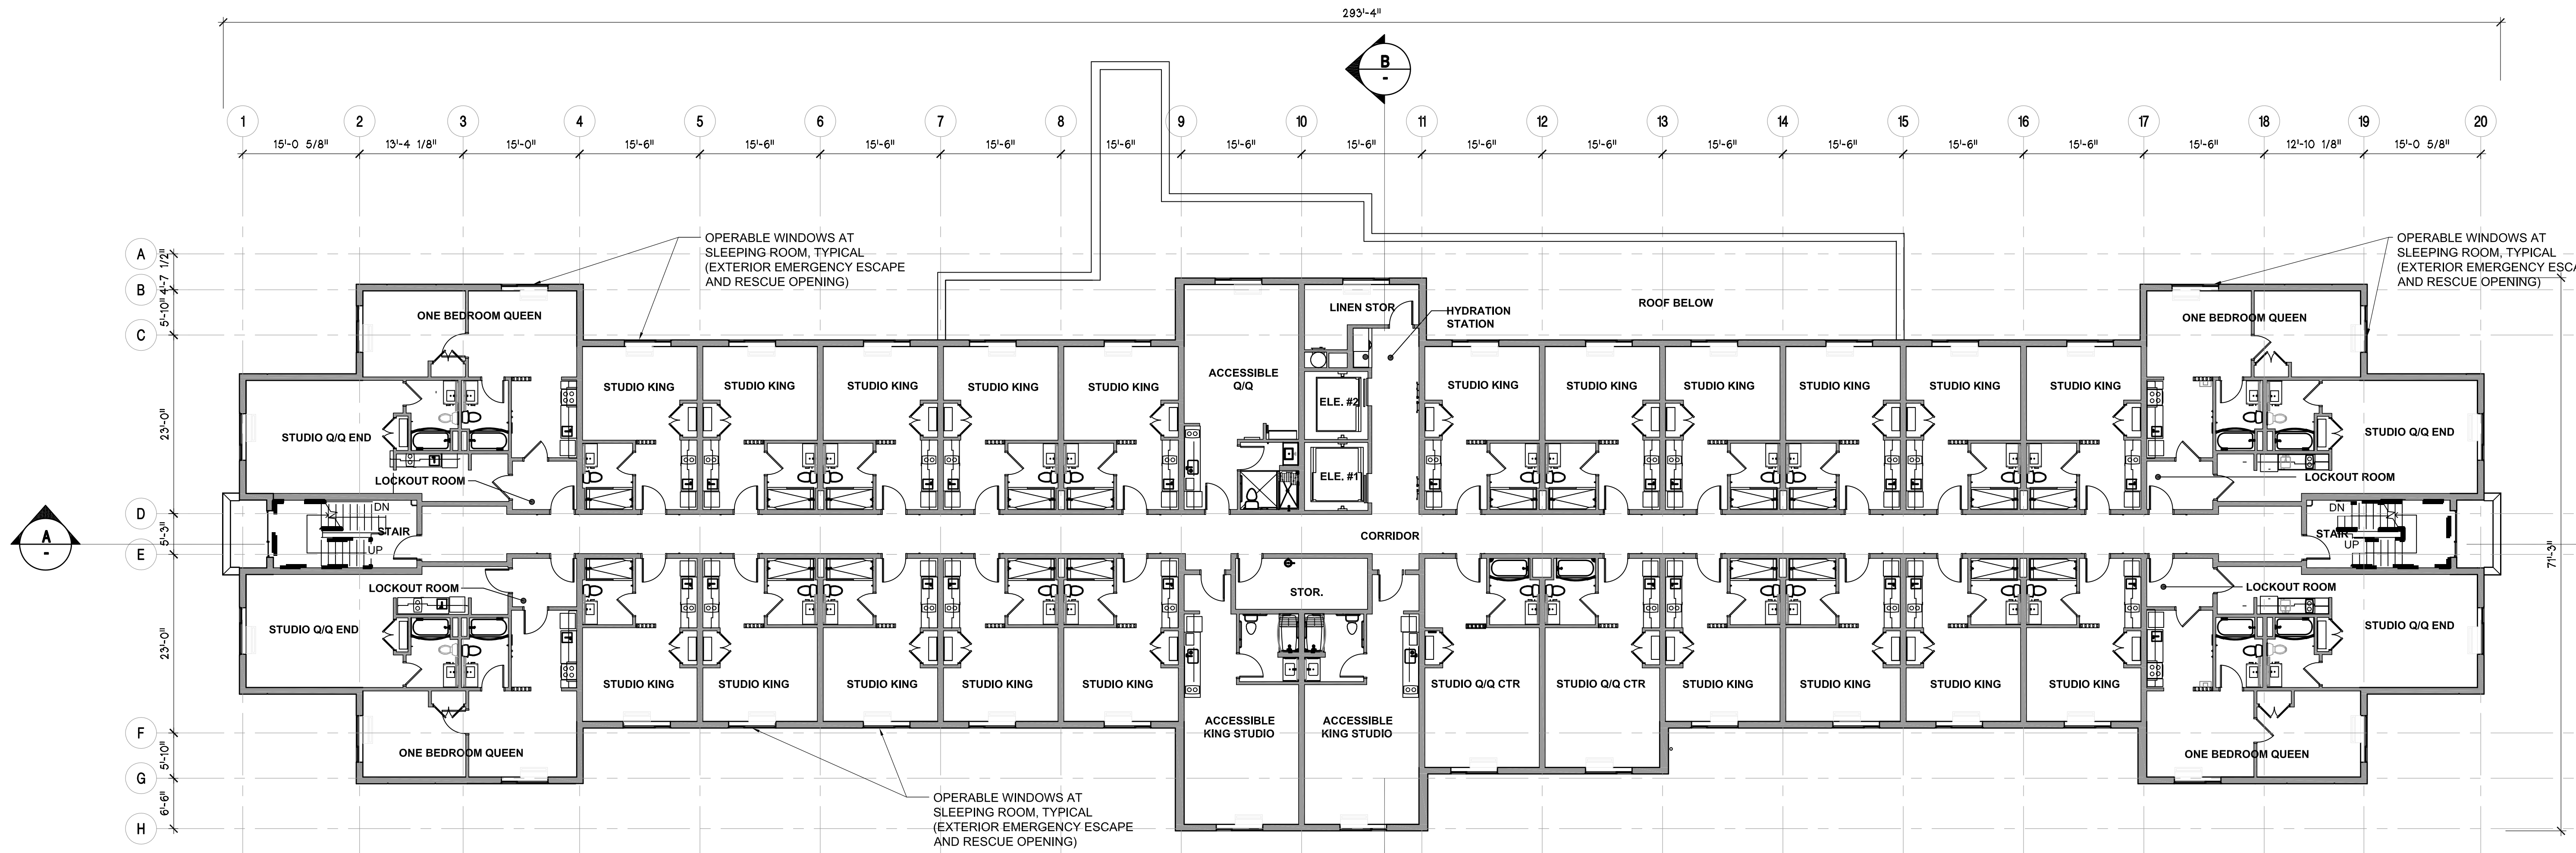 293'-4"
B
-
1
2
3
4
5
6
7
8
9
10
11
12
13
14
15
16
17
18
19
20
15'-0 5/8"
13'-4 1/8"
15'-0"
15'-6"
15'-6"
15'-6"
15'-6"
15'-6"
15'-6"
15'-6"
15'-6"
15'-6"
15'-6"
15'-6"
15'-6"
15'-6"
15'-6"
12'-10 1/8"
15'-0 5/8"
A
B
C
D
E
F
G
H
4'-7 1/2"
5'-10"
23'-0"
5'-3"
23'-0"
5'-10"
6'-6"
71'-3"
A
-
OPERABLE WINDOWS AT
SLEEPING ROOM, TYPICAL
(EXTERIOR EMERGENCY ESCAPE
AND RESCUE OPENING)
OPERABLE WINDOWS AT
SLEEPING ROOM, TYPICAL
(EXTERIOR EMERGENCY ESCA
AND RESCUE OPENING)
ONE BEDROOM QUEEN
LINEN STOR
HYDRATION
STATION
ROOF BELOW
ONE BEDROOM QUEEN
STUDIO KING
STUDIO KING
STUDIO KING
STUDIO KING
STUDIO KING
ACCESSIBLE
Q/Q
ELE. #2
ELE. #1
STUDIO KING
STUDIO KING
STUDIO KING
STUDIO KING
STUDIO KING
STUDIO KING
STUDIO Q/Q END
STUDIO Q/Q END
LOCKOUT ROOM
LOCKOUT ROOM
DN
STAIR
UP
CORRIDOR
DN
STAIR
UP
LOCKOUT ROOM
STOR.
LOCKOUT ROOM
STUDIO Q/Q END
STUDIO Q/Q END
STUDIO KING
STUDIO KING
STUDIO KING
STUDIO KING
STUDIO KING
ACCESSIBLE
KING STUDIO
ACCESSIBLE
KING STUDIO
STUDIO Q/Q CTR
STUDIO Q/Q CTR
STUDIO KING
STUDIO KING
STUDIO KING
STUDIO KING
ONE BEDROOM QUEEN
ONE BEDROOM QUEEN
OPERABLE WINDOWS AT
SLEEPING ROOM, TYPICAL
(EXTERIOR EMERGENCY ESCAPE
AND RESCUE OPENING)